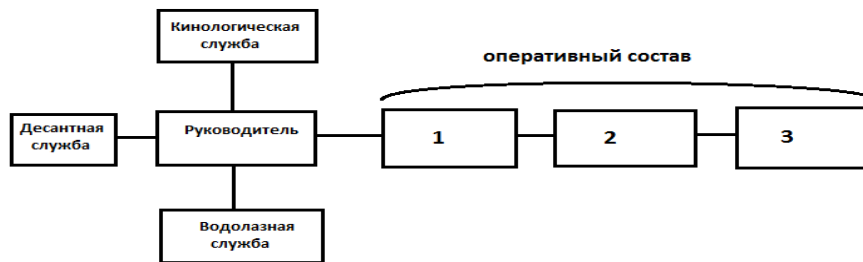 Кинологическая
служба
оперативный состав
Десантная
служба
Руководитель
1
2
3
Водолазная
служба